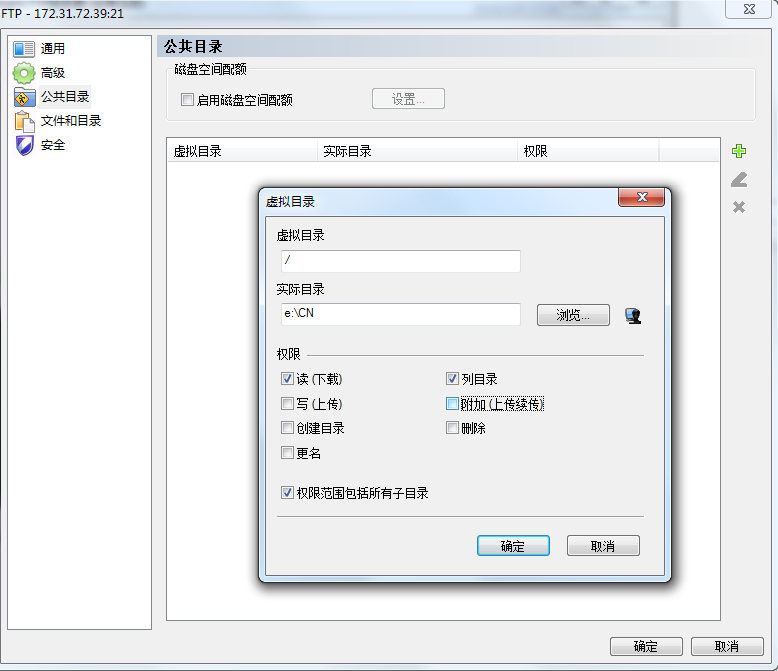 FTP - 172.31.72.39:21
通用
高级
公共目录
文件和目录
安全
公共目录
磁盘空间配额
启用磁盘空间配额
设置...
虚拟目录 实际目录 权限
虚拟目录
虚拟目录
/
实际目录
e:\CN
浏览...
权限
读 (下载) 列目录
写 (上传) 附加 (上传续传)
创建目录 删除
更名
权限范围包括所有子目录
确定 取消
确定 取消